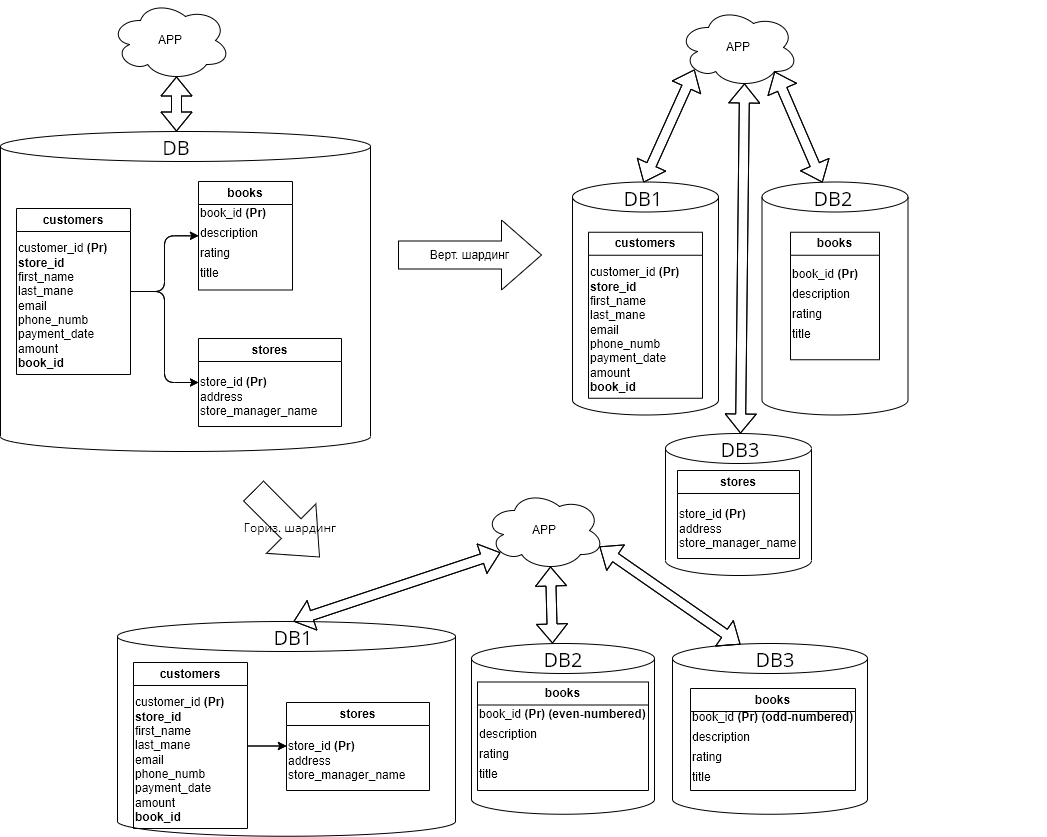 APP
DB
customers
customer_id (Pr)
store_id
first_name
last_mane
email
phone_numb
payment_date
amount
book_id
books
book_id (Pr)
description
rating
title
stores
store_id (Pr)
address
store_manager_name
Верт. шардинг
APP
DB1
customers
customer_id (Pr)
store_id
first_name
last_mane
email
phone_numb
payment_date
amount
book_id
DB2
books
book_id (Pr)
description
rating
title
DB3
stores
store_id (Pr)
address
store_manager_name
Гориз. шардинг
APP
DB1
customers
customer_id (Pr)
store_id
first_name
last_mane
email
phone_numb
payment_date
amount
book_id
stores
store_id (Pr)
address
store_manager_name
DB2
books
book_id (Pr) (even-numbered)
description
rating
title
DB3
books
book_id (Pr) (odd-numbered)
description
rating
title